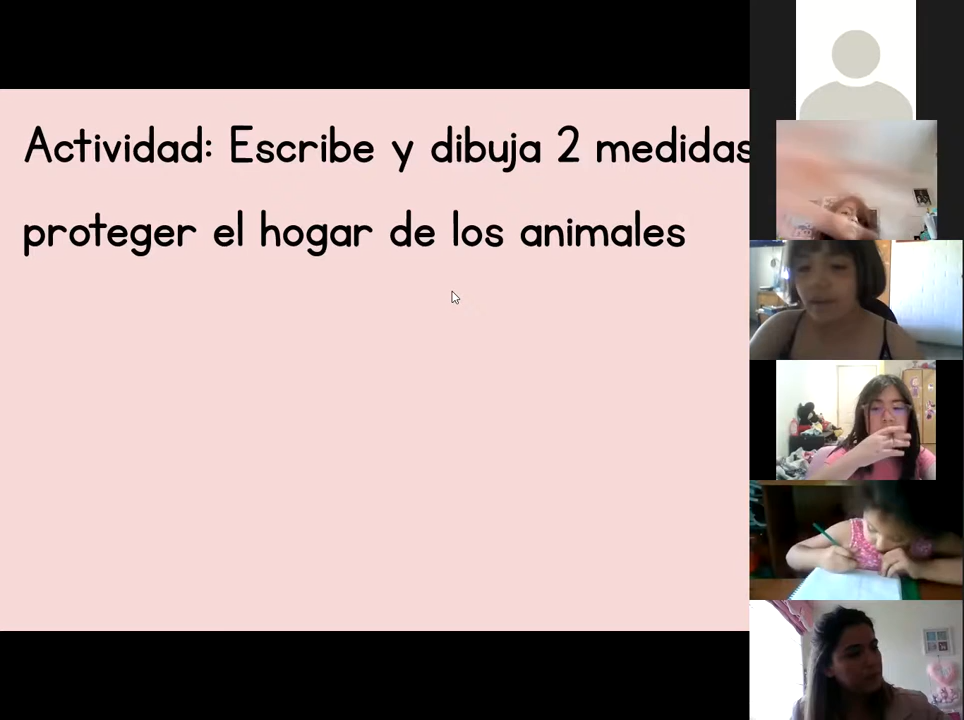 Actividad: Escribe y dibuja 2 medidas
proteger el hogar de los animales